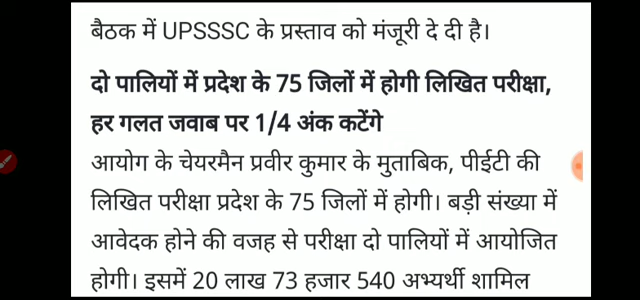 बैठक में UPSSSC के प्रस्ताव को मंजूरी दे दी है।
दो पालियों में प्रदेश के 75 जिलों में होगी लिखित परीक्षा,
हर गलत जवाब पर 1/4 अंक कटेंगे
आयोग के चेयरमैन प्रवीर कुमार के मुताबिक, पीईटी की
लिखित परीक्षा प्रदेश के 75 जिलों में होगी। बड़ी संख्या में
आवेदक होने की वजह से परीक्षा दो पालियों में आयोजित
होगी। इसमें 20 लाख 73 हजार 540 अभ्यर्थी शामिल